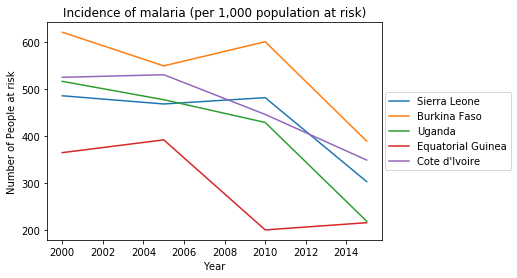 Incidence of malaria (per 1,000 population at risk)
Number of People at risk
600
500
400
300
200
2000
2002
2004
2006
2008
2010
2012
2014
Year
Sierra Leone
Burkina Faso
Uganda
Equatorial Guinea
Cote d'Ivoire